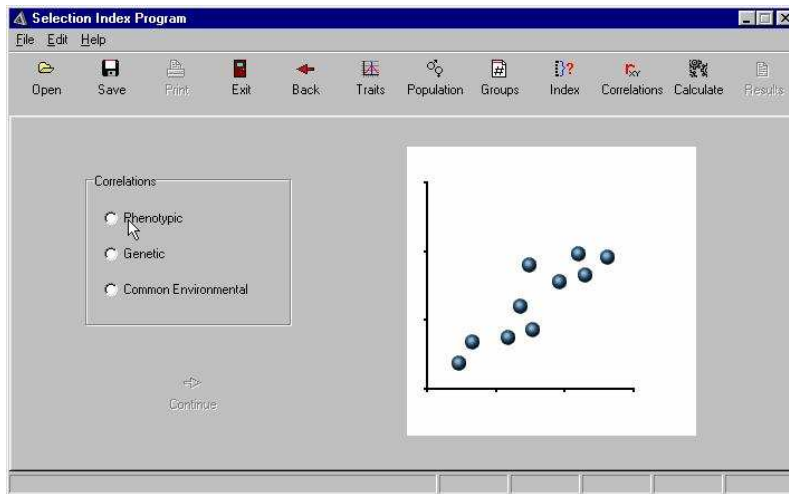 Selection Index Program
File Edit Help
Open Save Print Exit Back Traits Population Groups Index Correlations Calculate Results
Correlations
Phenotypic
Genetic
Common Environmental
Continue